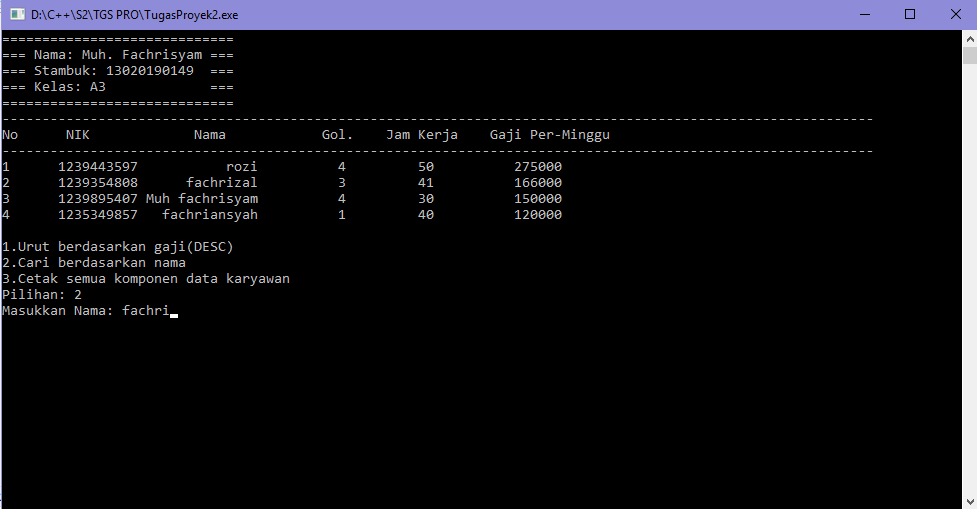 D:\C++\S2\TGS PRO\TugasProyek2.exe
=============================
=== Nama: Muh. Fachrisyam ===
=== Stambuk: 13020190149  ===
=== Kelas: A3             ===
=============================
-------------------------------------------------------------------------------------------------------------
No      NIK             Nama            Gol.    Jam Kerja    Gaji Per-Minggu
-------------------------------------------------------------------------------------------------------------
1      1239443597           rozi          4         50          275000
2      1239354808      fachrizal          3         41          166000
3      1239895407 Muh fachrisyam          4         30          150000
4      1235349857   fachriansyah          1         40          120000
1.Urut berdasarkan gaji(DESC)
2.Cari berdasarkan nama
3.Cetak semua komponen data karyawan
Pilihan: 2
Masukkan Nama: fachri_